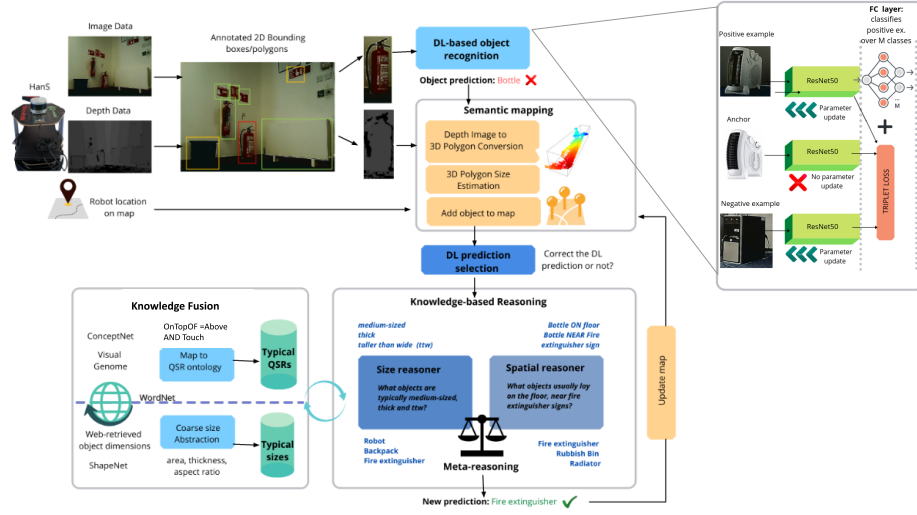 Image Data
Annotated 2D Bounding
boxes/polygons
HanS
Depth Data
Robot location
on map
DL-based object
recognition
Object prediction: Bottle
Semantic mapping
Depth Image to
3D Polygon Conversion
3D Polygon Size
Estimation
Add object to map
DL prediction
selection
Correct the DL
prediction or not?
FC layer:
classifies
positive ex.
over M classes
Positive example
ResNet50
Parameter
update
...
M
Anchor
ResNet50
No parameter
update
TRIPLET LOSS
Negative example
ResNet50
Parameter
update
Knowledge Fusion
ConceptNet
Visual
Genome
WordNet
Web-retrieved
object dimensions
ShapeNet
OnTopOF =Above
AND Touch
Map to
QSR ontology
Typical
QSRs
Coarse size
Abstraction
area, thickness,
aspect ratio
Typical
sizes
Knowledge-based Reasoning
medium-sized
thick
taller than wide (ttw)
Bottle ON floor
Bottle NEAR Fire
extinguisher sign
Size reasoner
What objects are
typically medium-sized,
thick and ttw?
Spatial reasoner
What objects usually lay
on the floor, near fire
extinguisher signs?
Robot
Backpack
Fire extinguisher
Fire extinguisher
Rubbish Bin
Radiator
Meta-reasoning
Update map
New prediction: Fire extinguisher